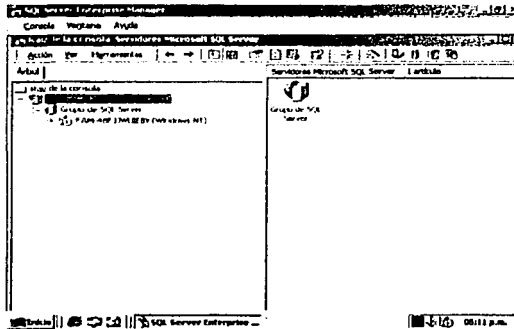 SQL Server Enterprise Manager
Consola Ventana Ayuda
de la consola\Servidores Microsoft SQL Server
Acción Ver Herramientas
Árbol
Servidores Microsoft SQL Server 1 artículo
Raíz de la consola
Grupo de SQL Server
(Windows NT)
Grupo de SQL
Server
Inicio
SQL Server Enterprise ...
06:11 p.m.